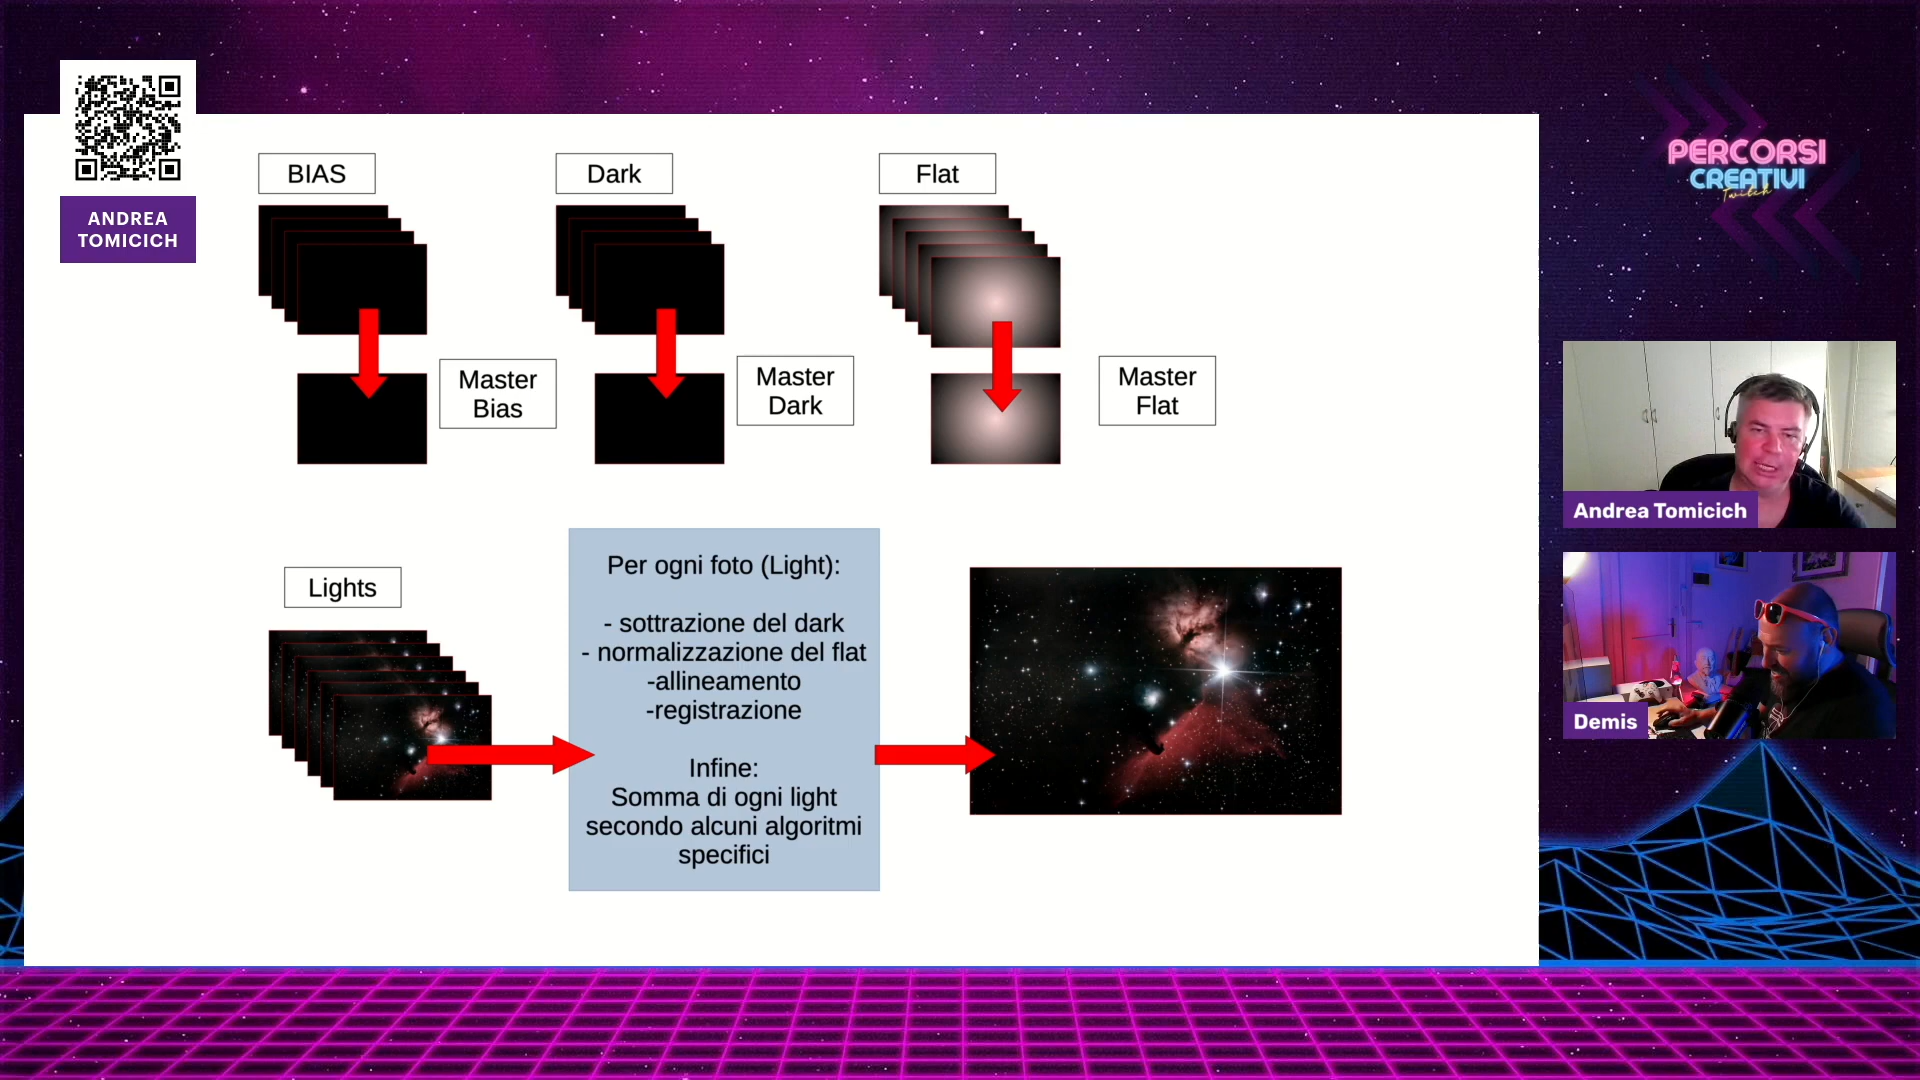 ANDREA
TOMICICH
BIAS
Dark
Flat
Master
Bias
Master
Dark
Master
Flat
Lights
Per ogni foto (Light):
- sottrazione del dark
- normalizzazione del flat
-allineamento
-registrazione
Infine:
Somma di ogni light
secondo alcuni algoritmi
specifici
PERCORSI
CREATIVI
Twitch
Andrea Tomicich
Demis